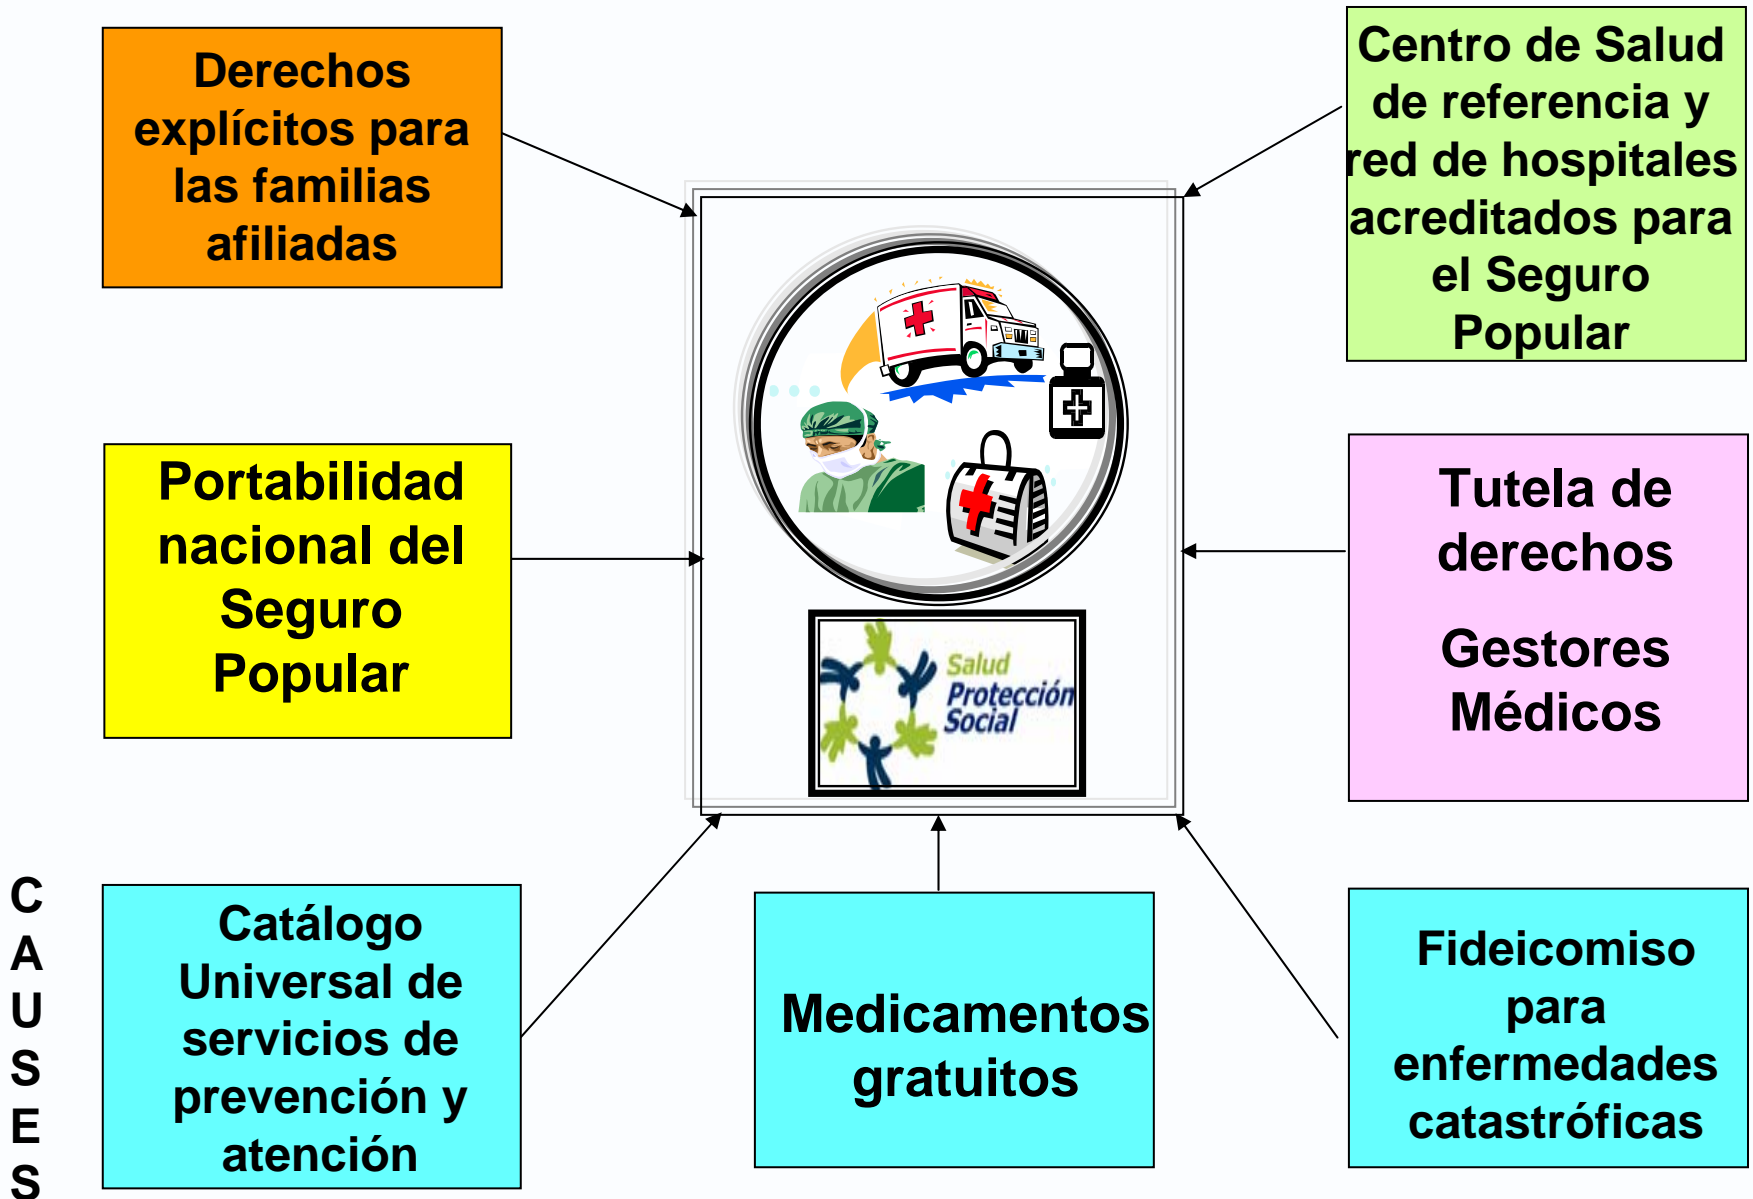 Derechos
explícitos para
las familias
afiliadas
Centro de Salud
de referencia y
red de hospitales
acreditados para
el Seguro
Popular
Portabilidad
nacional del
Seguro
Popular
Salud
Protección
Social
Tutela de
derechos
Gestores
Médicos
C
A
U
S
E
S
Catálogo
Universal de
servicios de
prevención y
atención
Medicamentos
gratuitos
Fideicomiso
para
enfermedades
catastróficas